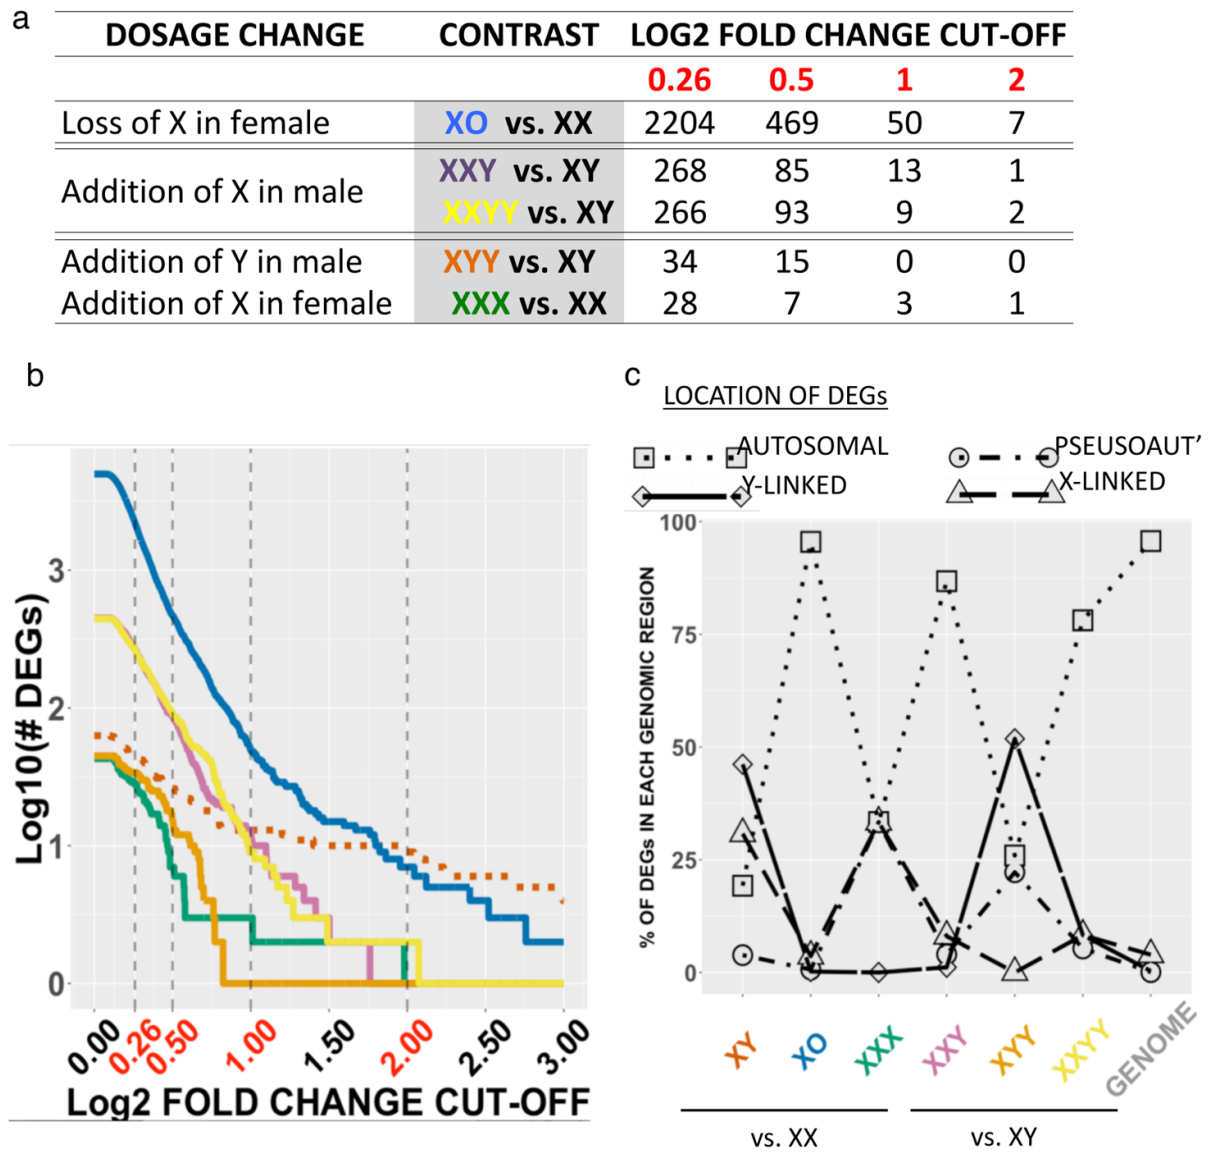 a
DOSAGE CHANGE CONTRAST LOG2 FOLD CHANGE CUT-OFF
0.26 0.5 1 2
Loss of X in female XO vs. XX 2204 469 50 7
Addition of X in male XXY vs. XY 268 85 13 1
XXYY vs. XY 266 93 9 2
Addition of Y in male XYY vs. XY 34 15 0 0
Addition of X in female XXX vs. XX 28 7 3 1
b
Log10(# DEGs)
3
2
1
0
0.00 0.26 0.50 1.00 1.50 2.00 2.50 3.00
Log2 FOLD CHANGE CUT-OFF
c
LOCATION OF DEGs
AUTOSOMAL PSEUSOAUT’
Y-LINKED X-LINKED
% OF DEGs IN EACH GENOMIC REGION
100
75
50
25
0
XY XO XXX XXY XYY XXYY GENOME
vs. XX vs. XY